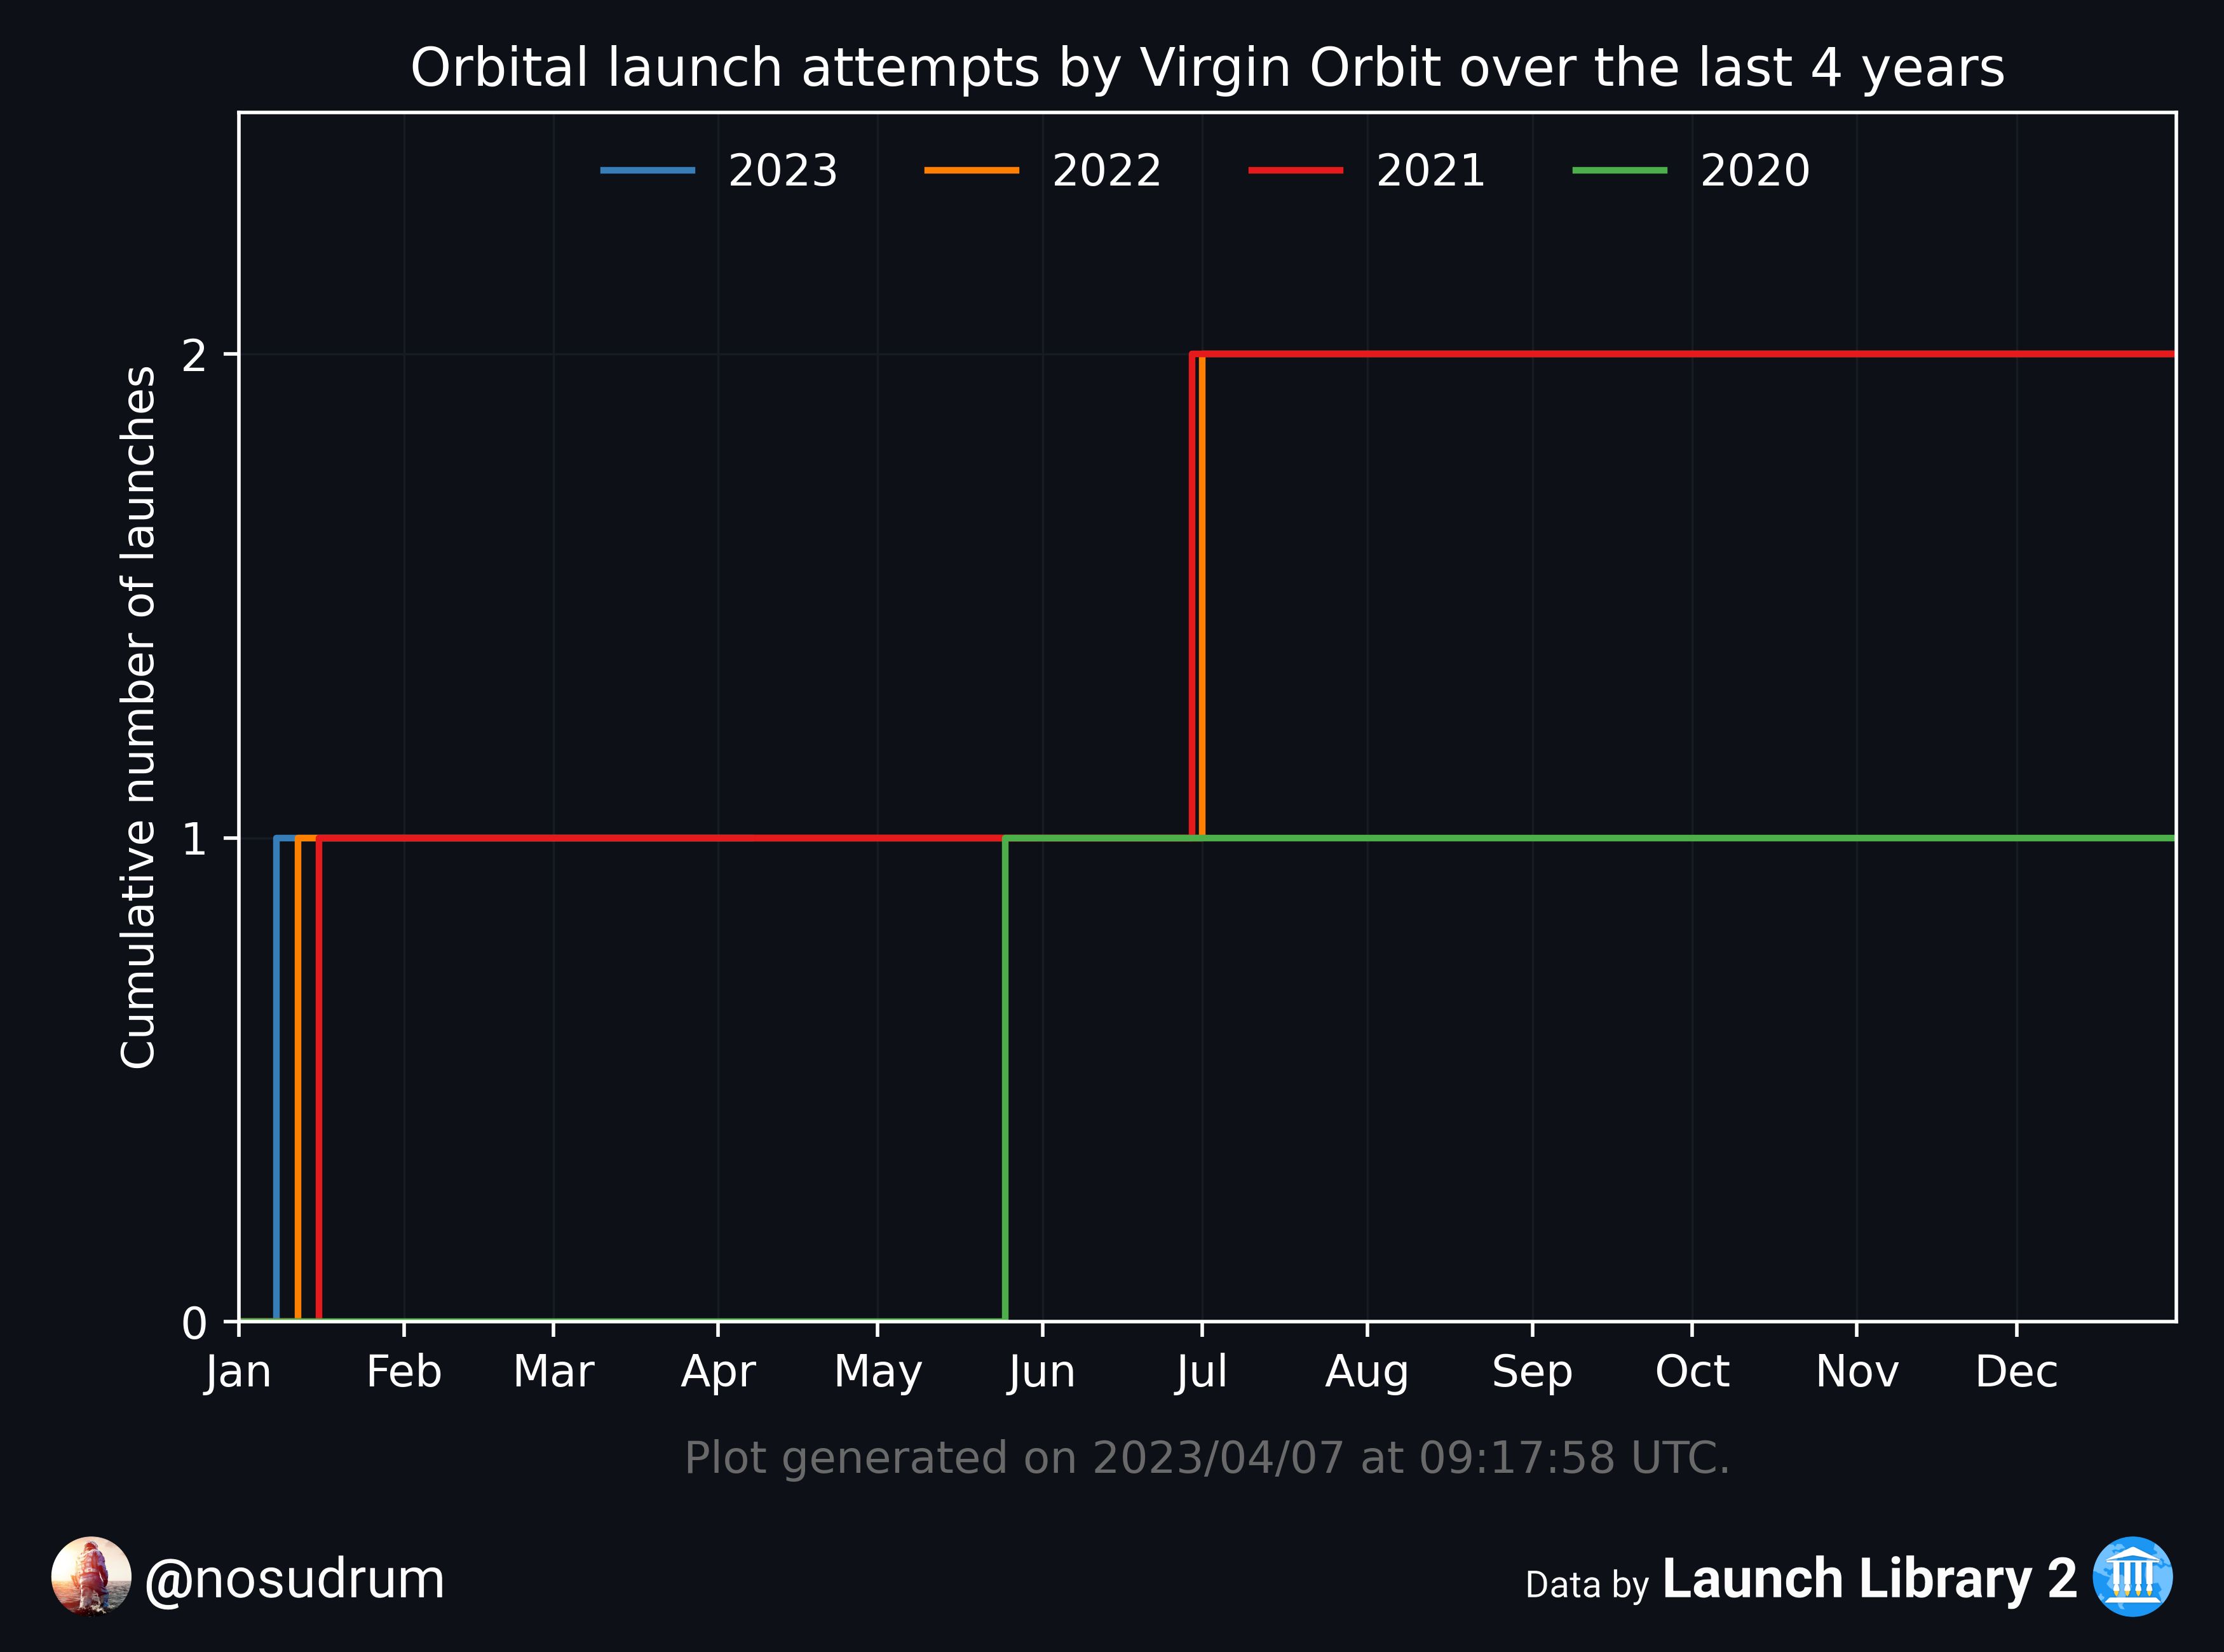 Orbital launch attempts by Virgin Orbit over the last 4 years
2023 2022 2021 2020
Cumulative number of launches
2
1
0
Jan Feb Mar Apr May Jun Jul Aug Sep Oct Nov Dec
Plot generated on 2023/04/07 at 09:17:58 UTC.
@nosudrum
Data by Launch Library 2